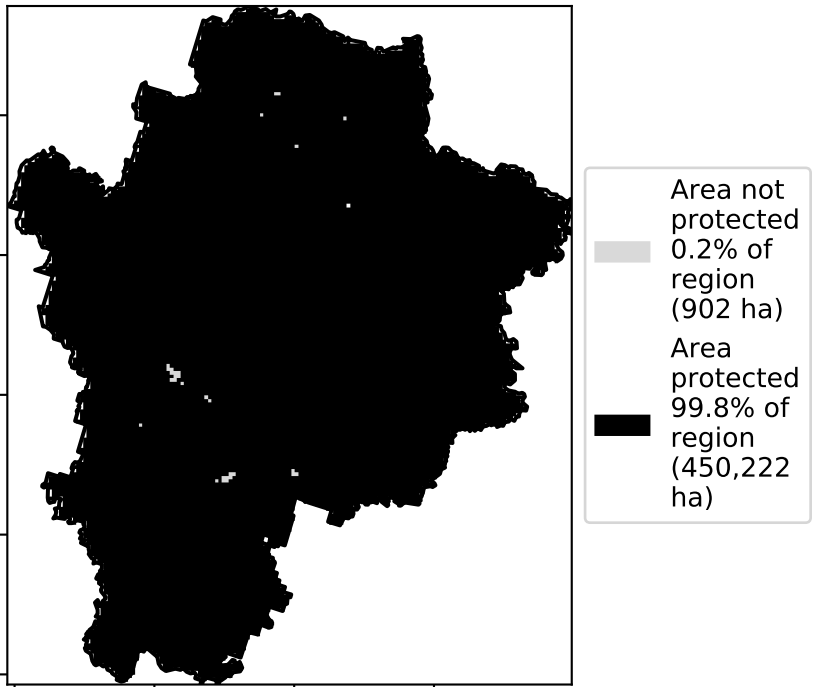 Area not
protected
0.2% of
region
(902 ha)
Area
protected
99.8% of
region
(450,222
ha)